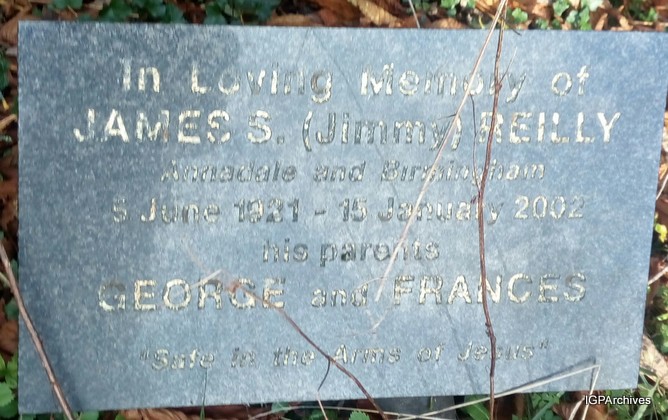 In Loving Memory of
JAMES S. (Jimmy) REILLY
Annadale and Birmingham
5 June 1921 - 15 January 2002
his parents
GEORGE and FRANCES
"Safe in the Arms of Jesus"
IGPArchives